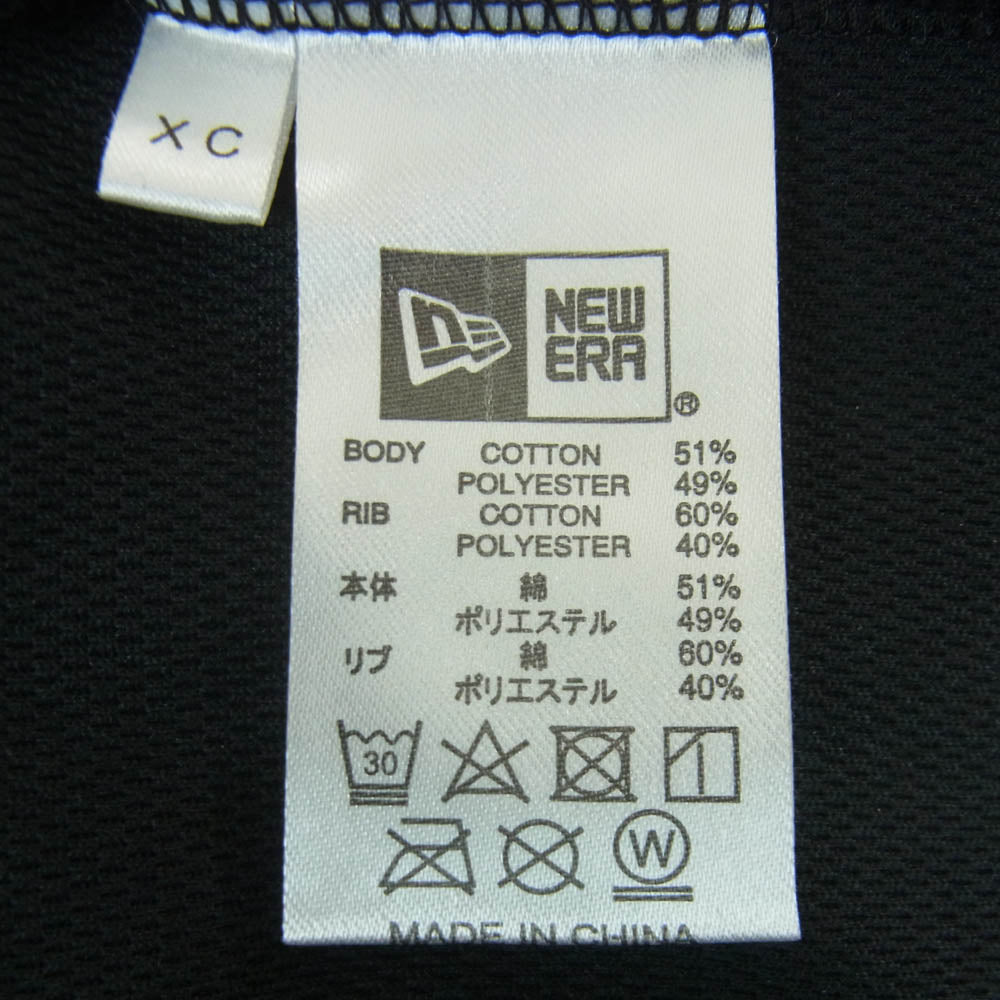 X C
NEW
ERA
®
BODY COTTON 51%
POLYESTER 49%
RIB COTTON 60%
POLYESTER 40%
本体 綿 51%
ポリエステル 49%
リブ 綿 60%
ポリエステル 40%
30
W
MADE IN CHINA